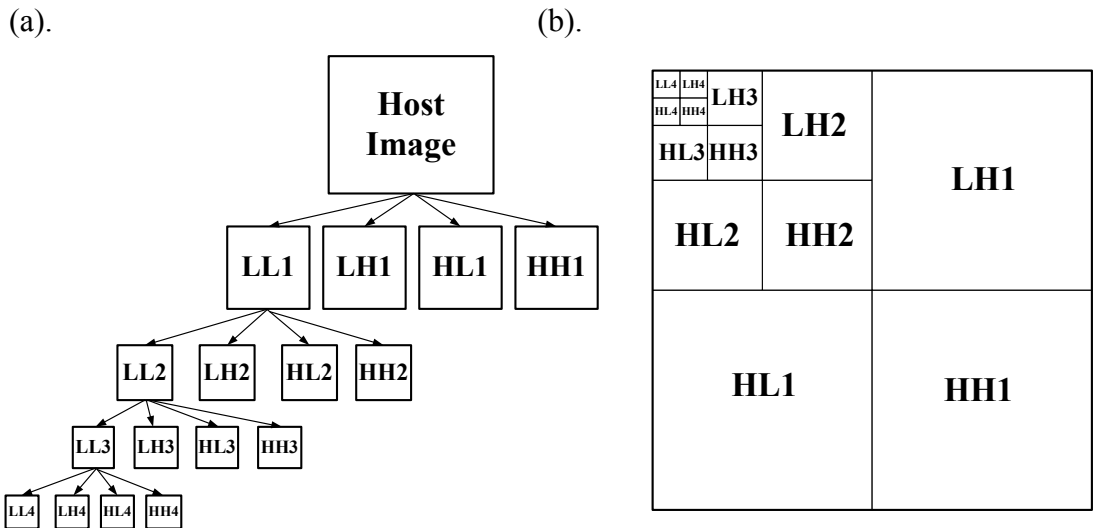 (a).
Host
Image
LL1 LH1 HL1 HH1
LL2 LH2 HL2 HH2
LL3 LH3 HL3 HH3
LL4 LH4 HL4 HH4
(b).
LL4 LH4
HL4 HH4
LH3
HL3 HH3
LH2
HL2 HH2
LH1
HL1 HH1